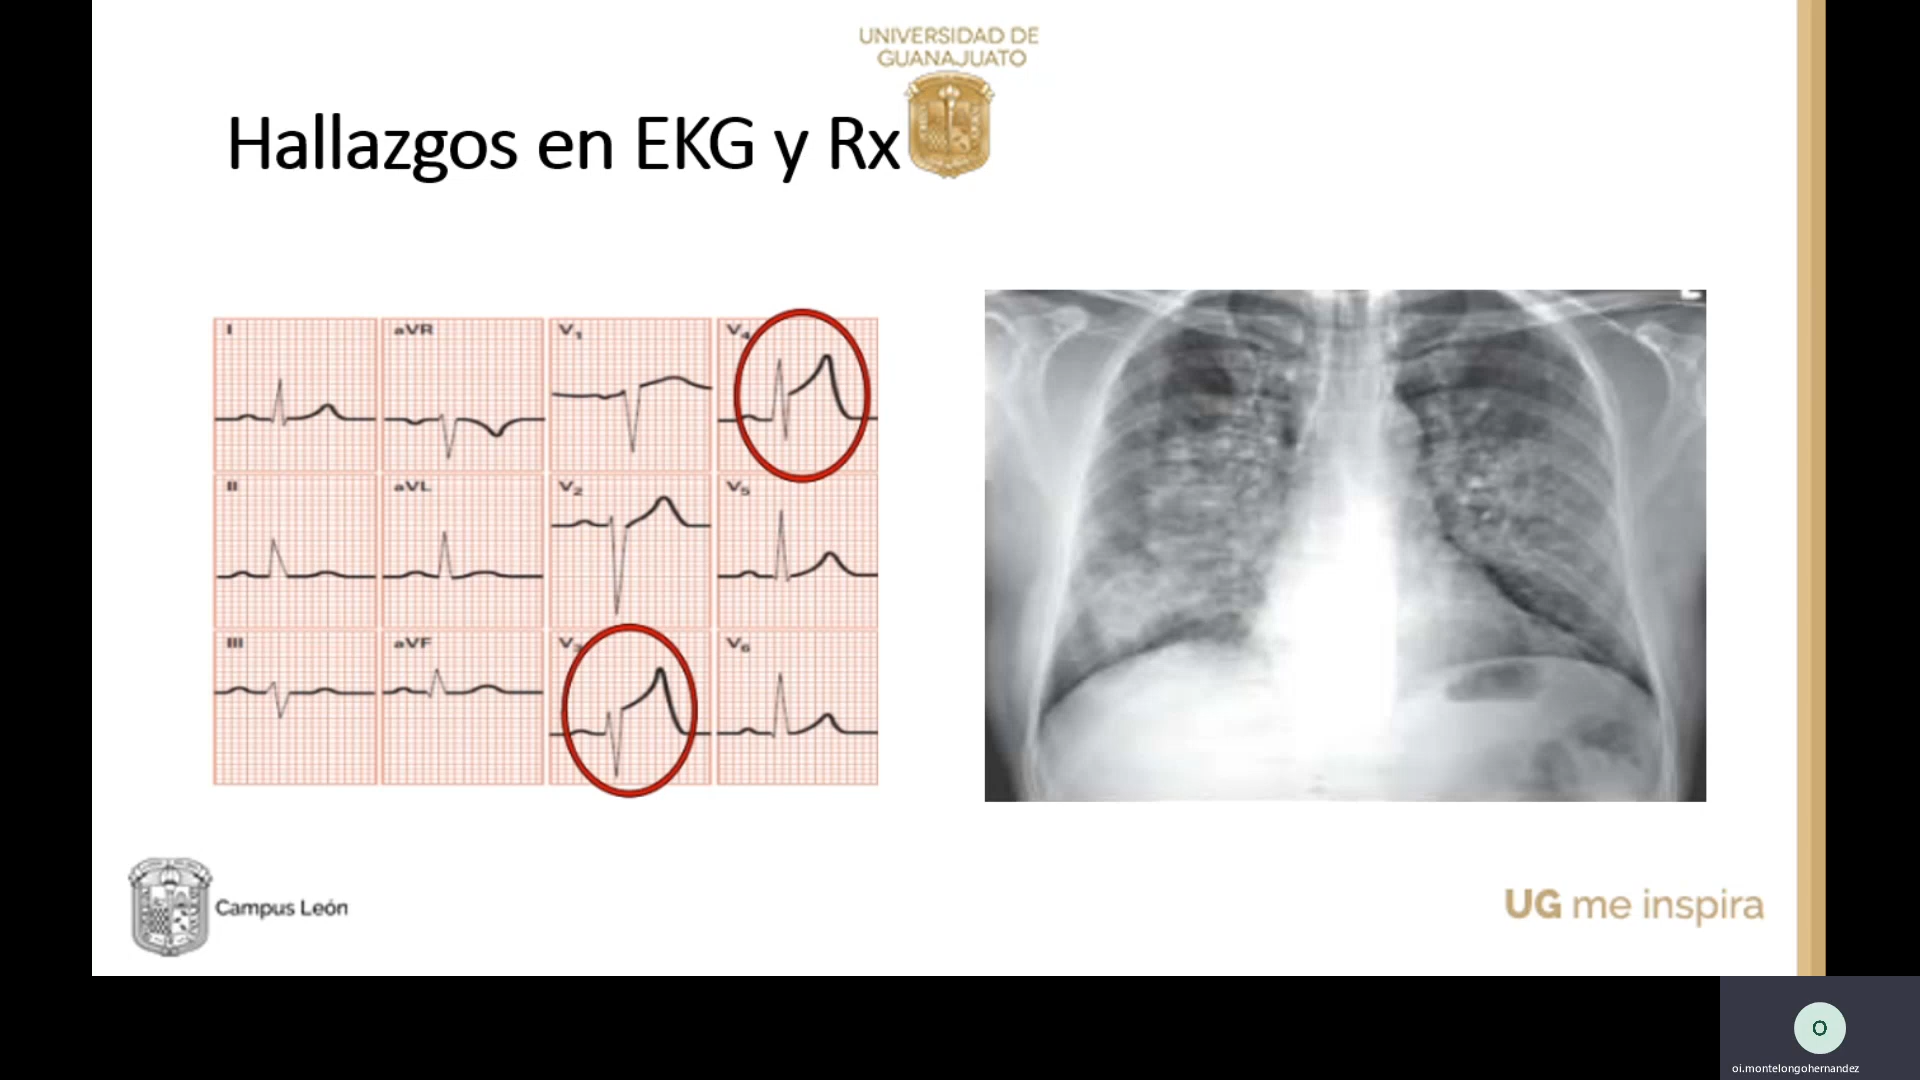 UNIVERSIDAD DE
GUANAJUATO
Hallazgos en EKG y Rx
I
aVR
V1
V4
II
aVL
V2
V5
III
aVF
V3
V6
Campus León
UG me inspira
O
oi.montelongohernandez